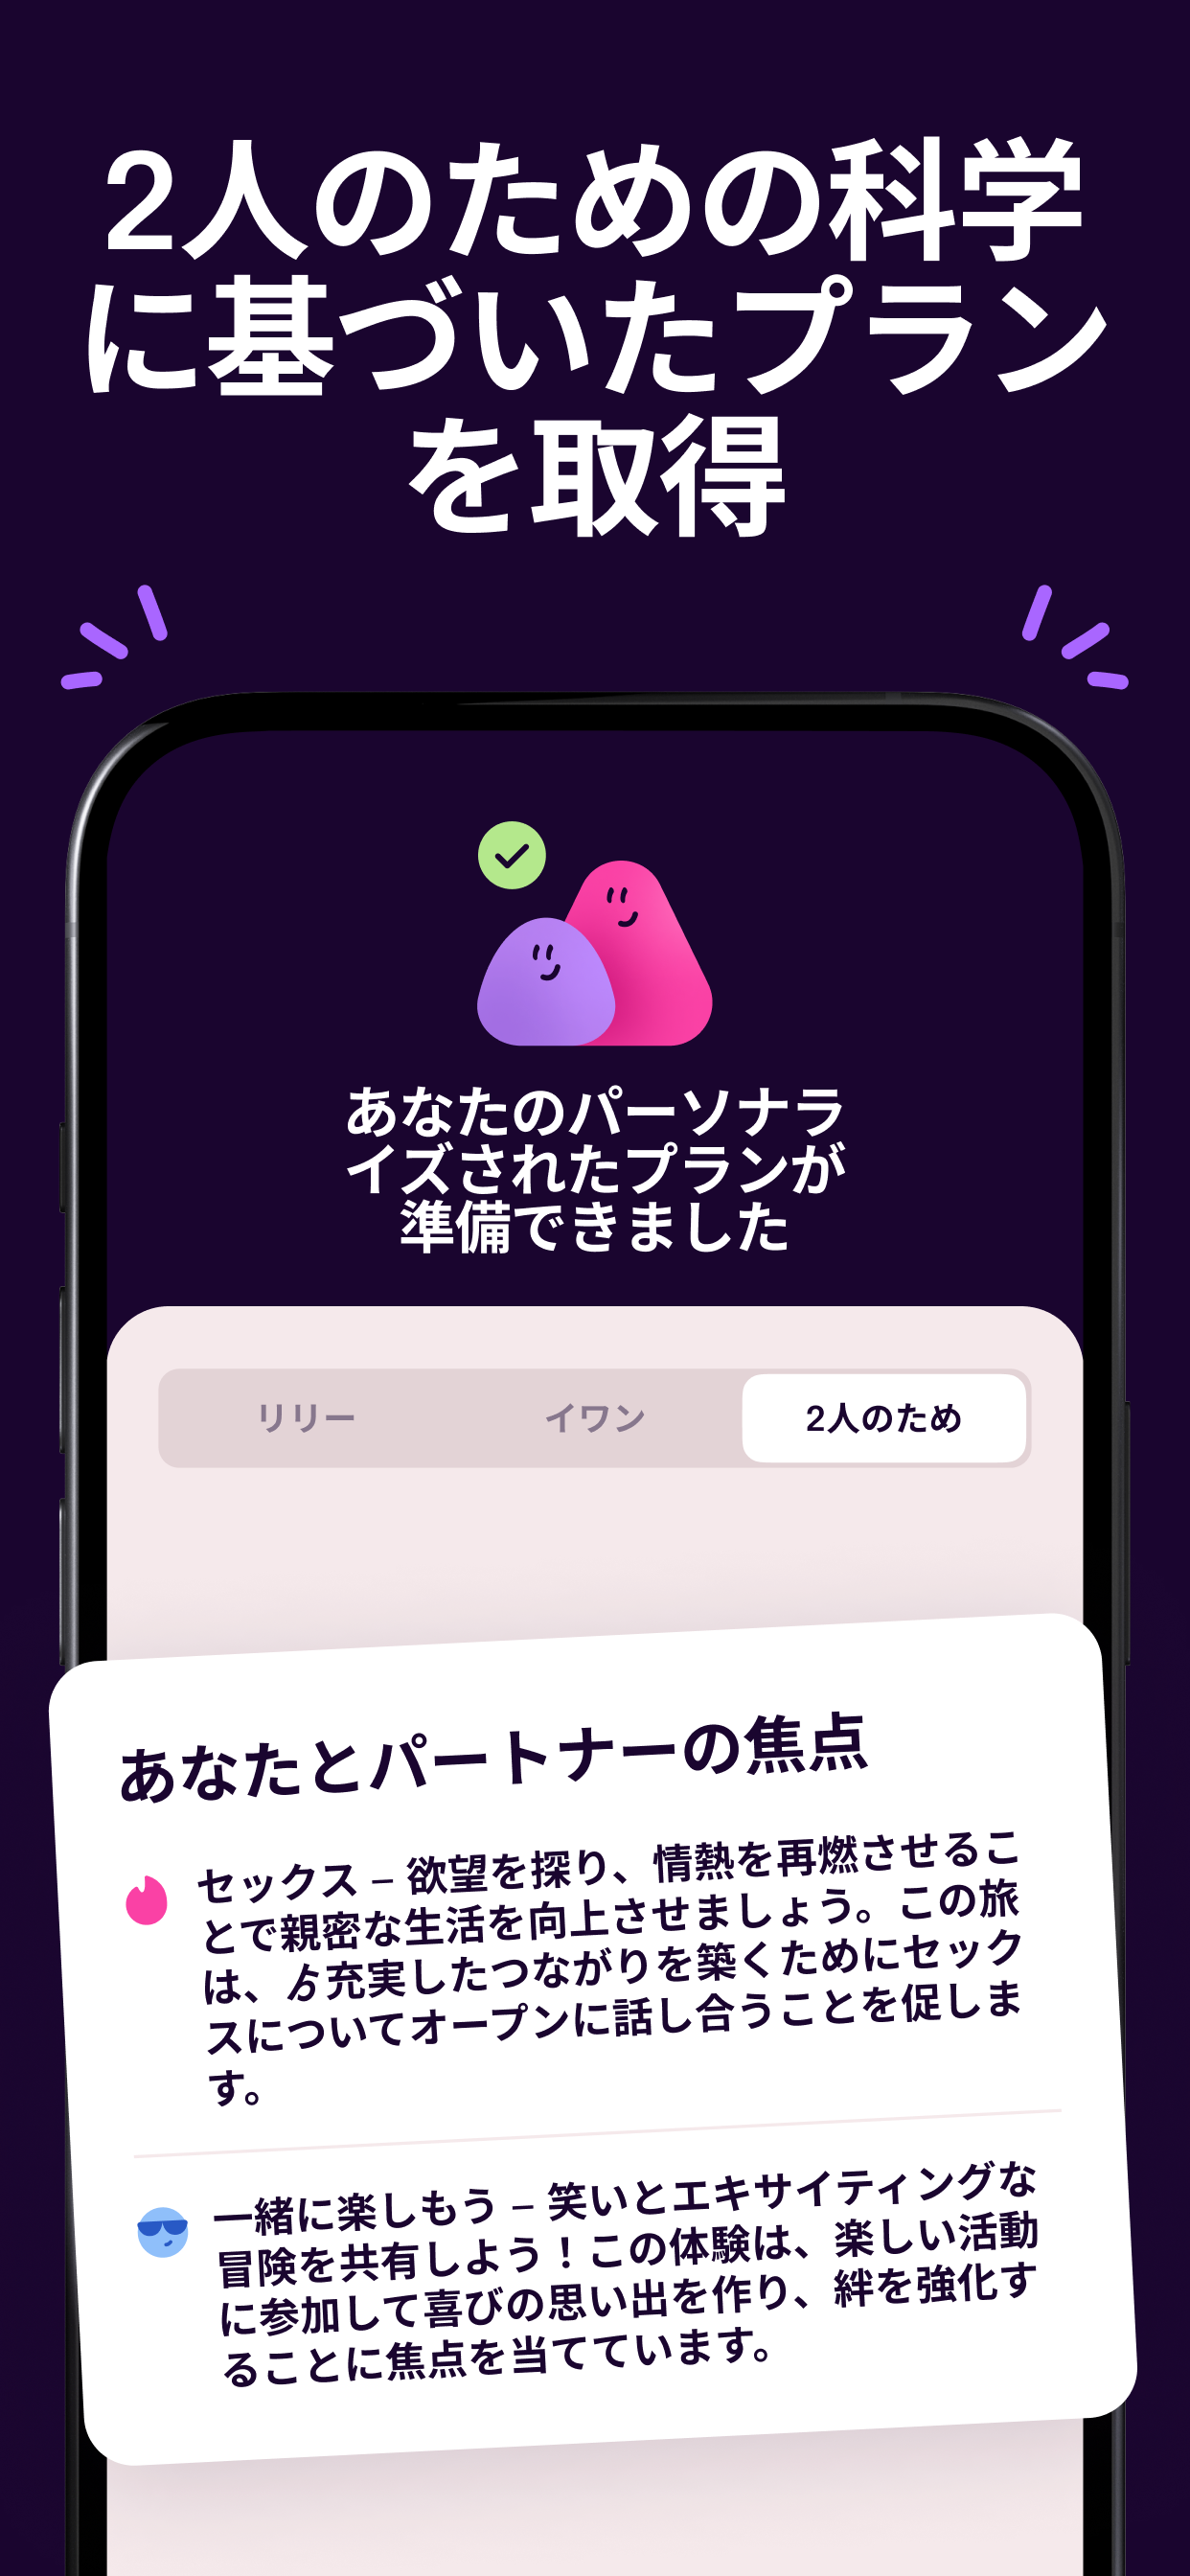 2人のための科学
に基づいたプラン
を取得
あなたのパーソナラ
イズされたプランが
準備できました
リリー
イワン
2人のため
あなたとパートナーの焦点
セックス – 欲望を探り、情熱を再燃させるこ
とで親密な生活を向上させましょう。この旅
は、ゟ充実したつながりを築くためにセック
スについてオープンに話し合うことを促しま
す。
一緒に楽しもう – 笑いとエキサイティングな
冒険を共有しよう！この体験は、楽しい活動
に参加して喜びの思い出を作り、絆を強化す
ることに焦点を当てています。